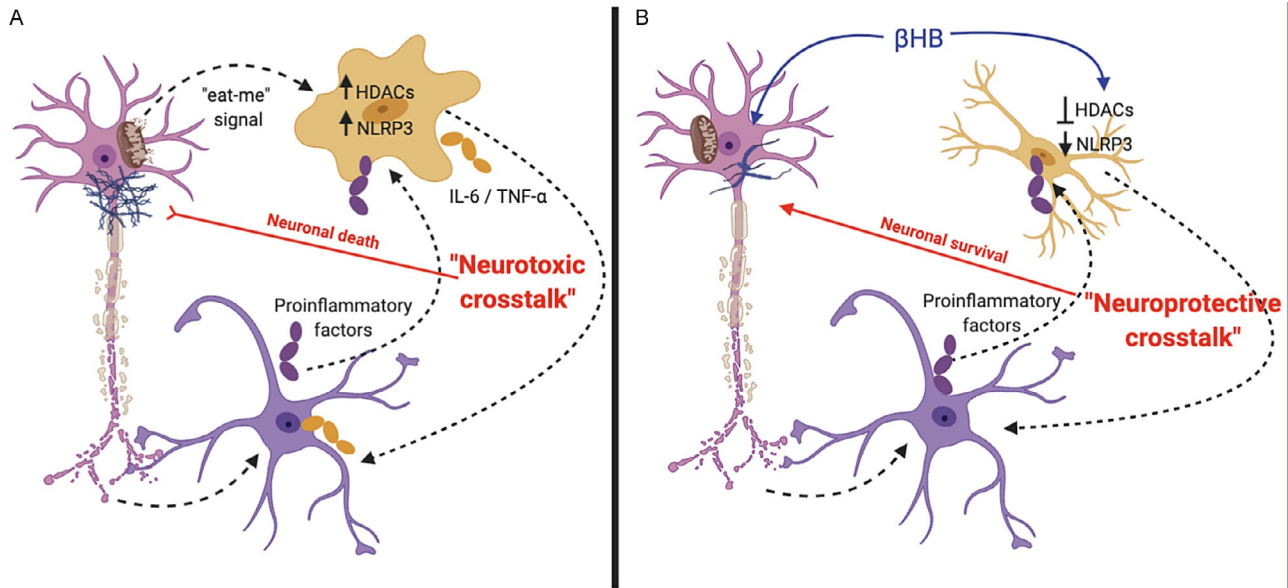 A
"eat-me"
signal
HDACs
NLRP3
IL-6 / TNF-α
Neuronal death
"Neurotoxic
crosstalk"
Proinflammatory
factors
B
βHB
HDACs
NLRP3
Neuronal survival
"Neuroprotective
crosstalk"
Proinflammatory
factors